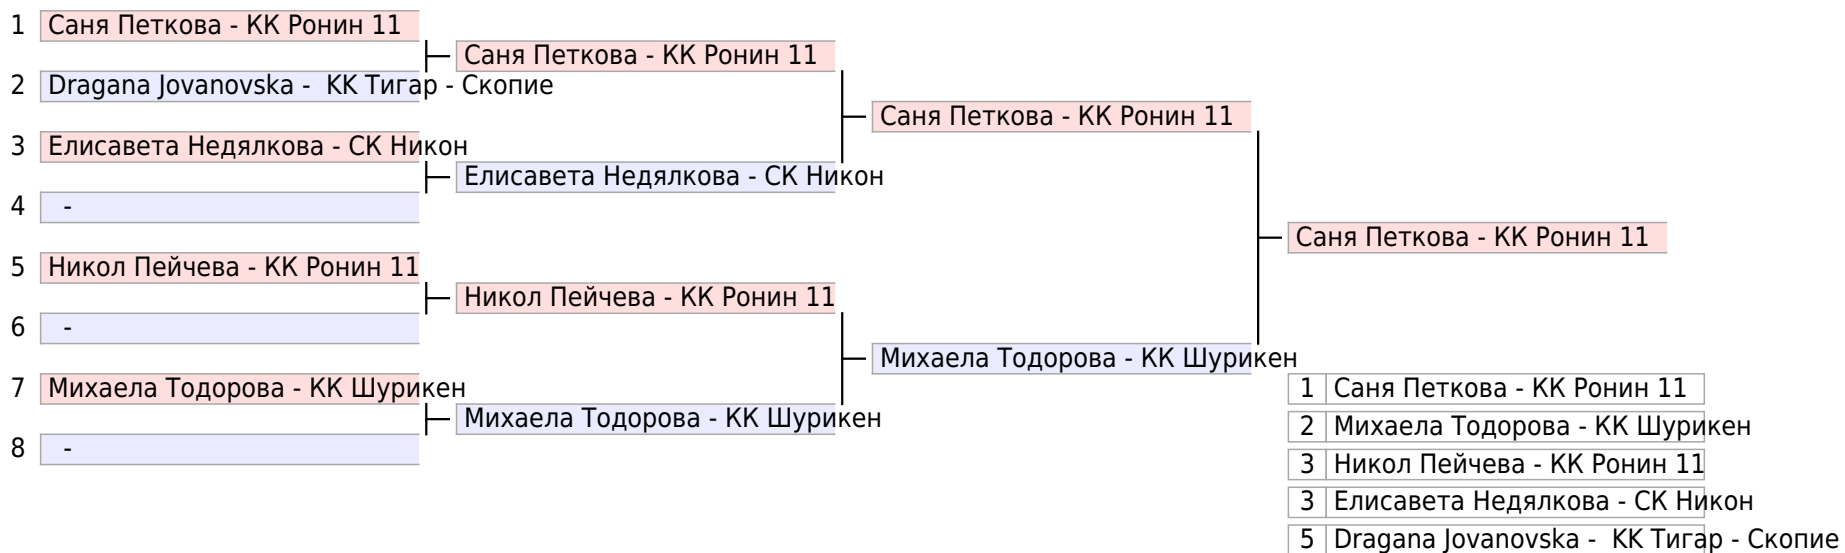 1 Саня Петкова - КК Ронин 11
Саня Петкова - КК Ронин 11
2 Dragana Jovanovska -  КК Тигар - Скопие
Саня Петкова - КК Ронин 11
3 Елисавета Недялкова - СК Никон
Елисавета Недялкова - СК Никон
4 -
Саня Петкова - КК Ронин 11
5 Никол Пейчева - КК Ронин 11
Никол Пейчева - КК Ронин 11
6 -
Михаела Тодорова - КК Шурикен
7 Михаела Тодорова - КК Шурикен
Михаела Тодорова - КК Шурикен
8 -
1 Саня Петкова - КК Ронин 11
2 Михаела Тодорова - КК Шурикен
3 Никол Пейчева - КК Ронин 11
3 Елисавета Недялкова - СК Никон
5 Dragana Jovanovska -  КК Тигар - Скопие